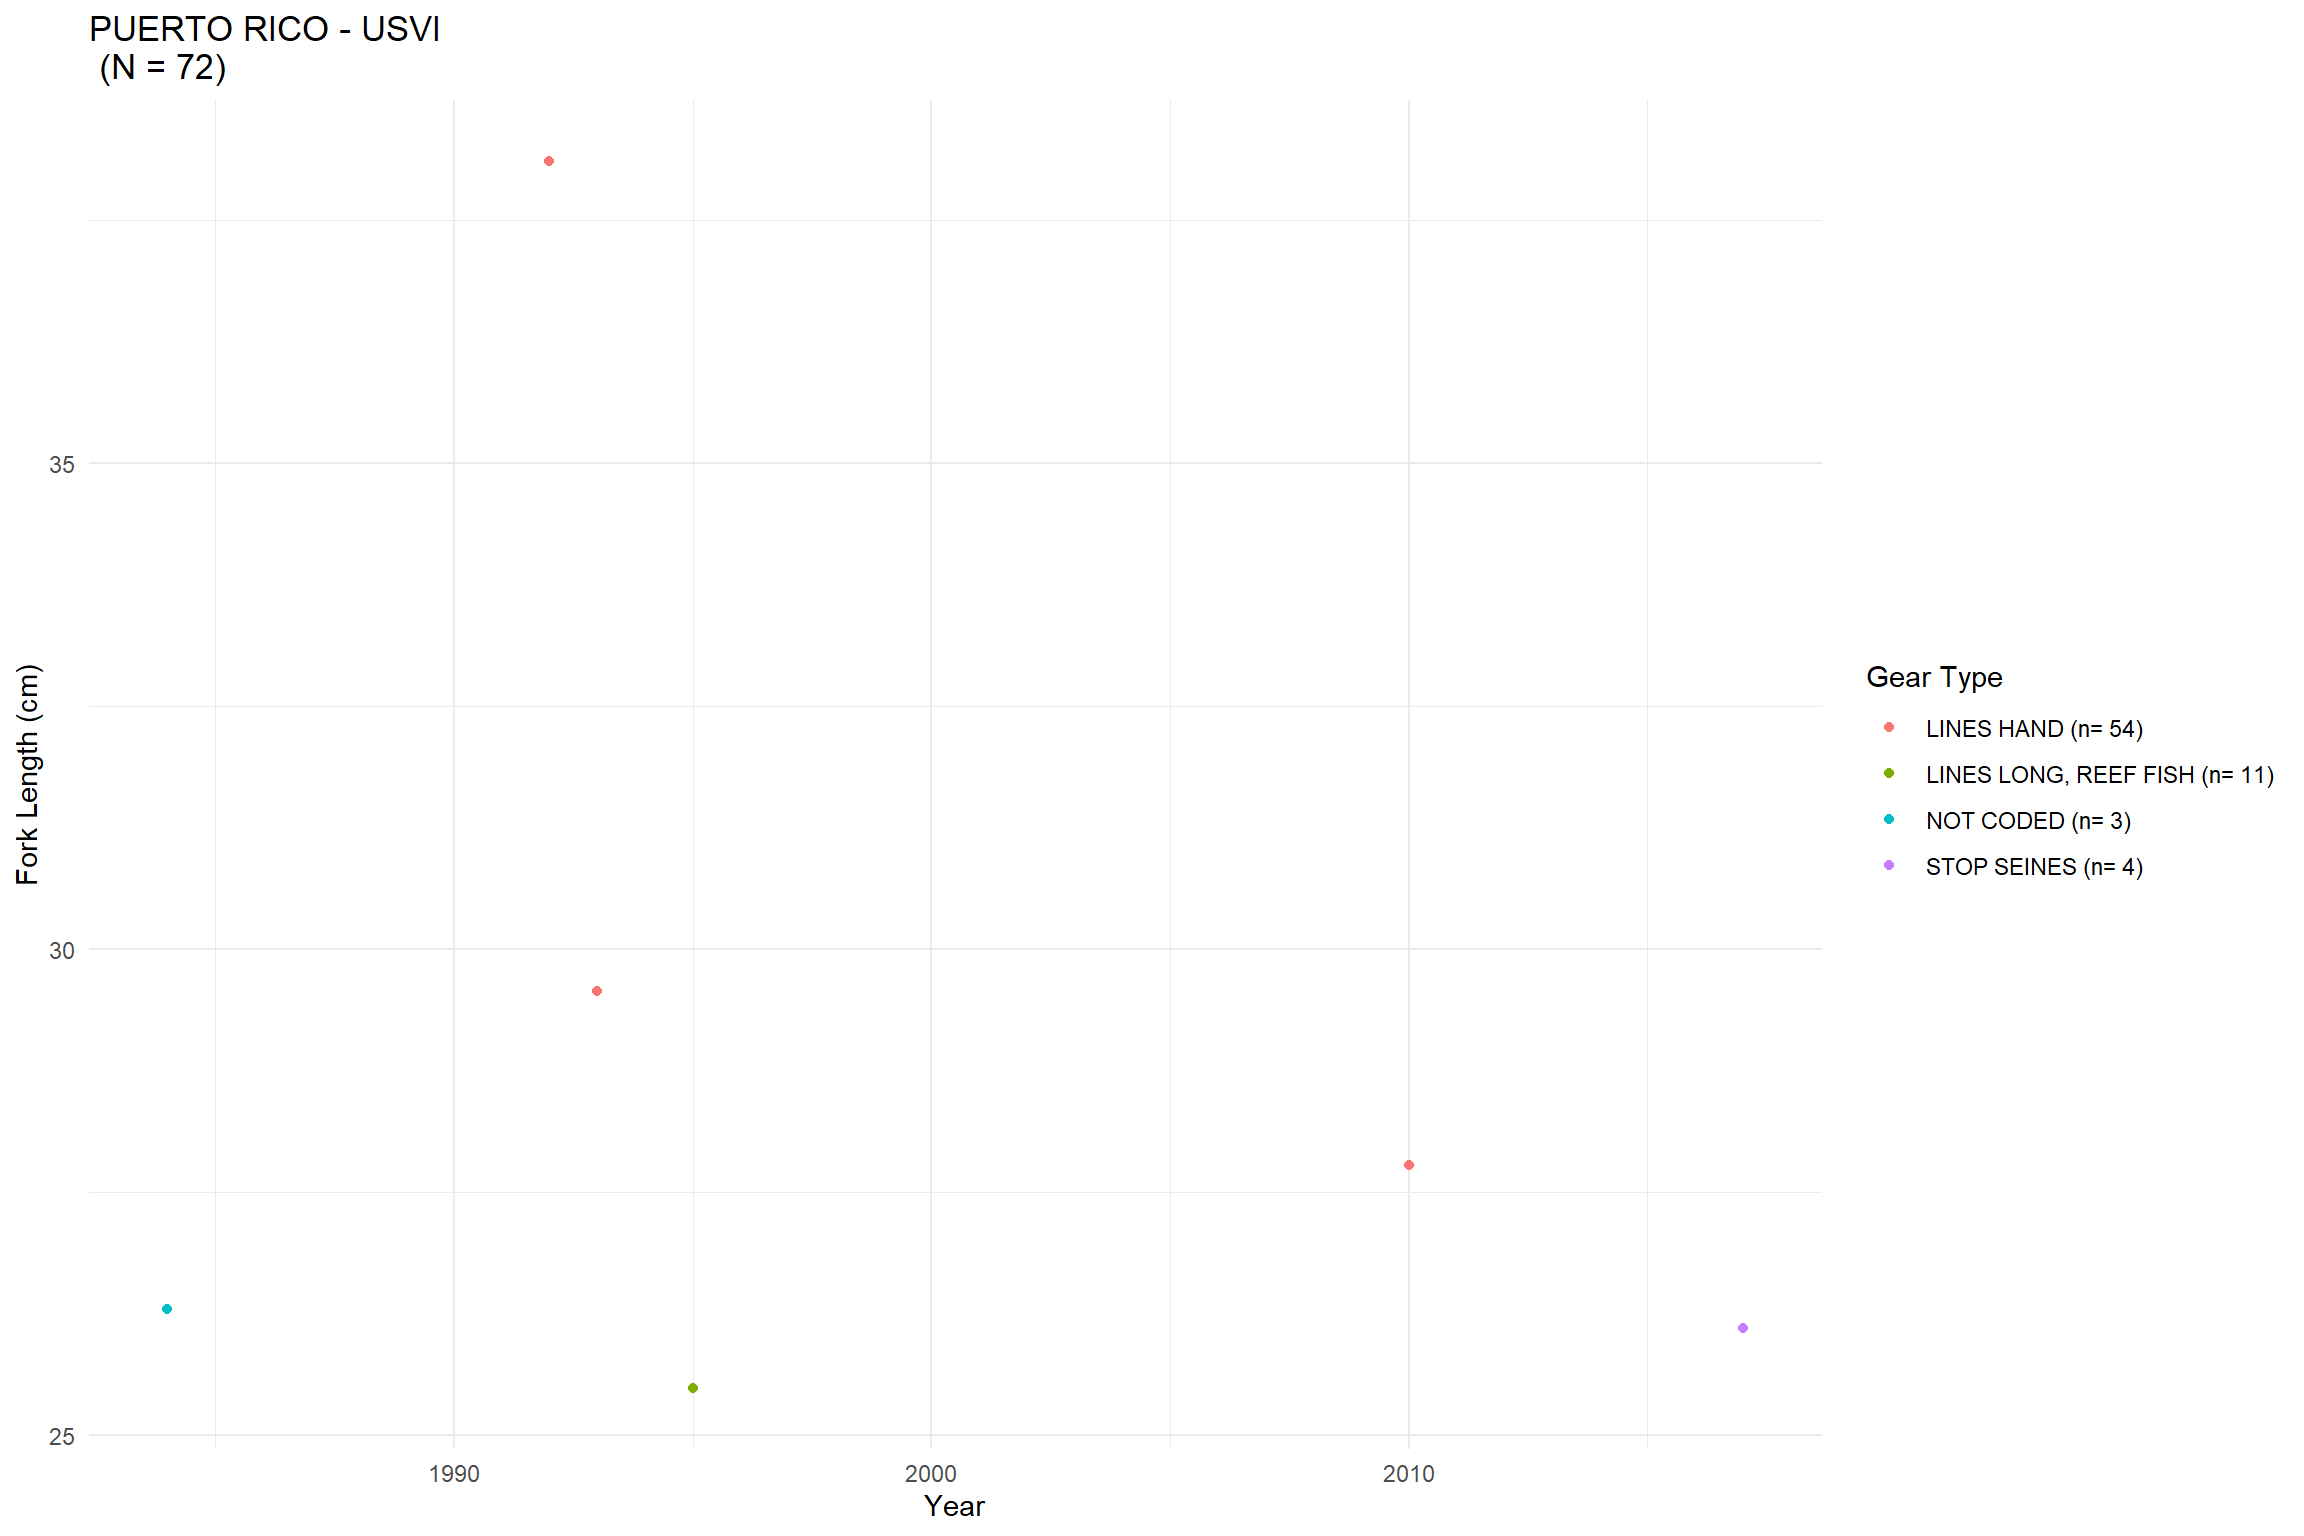 PUERTO RICO - USVI
(N = 72)
35
30
25
Fork Length (cm)
1990
2000
2010
Year
Gear Type
LINES HAND (n= 54)
LINES LONG, REEF FISH (n= 11)
NOT CODED (n= 3)
STOP SEINES (n= 4)